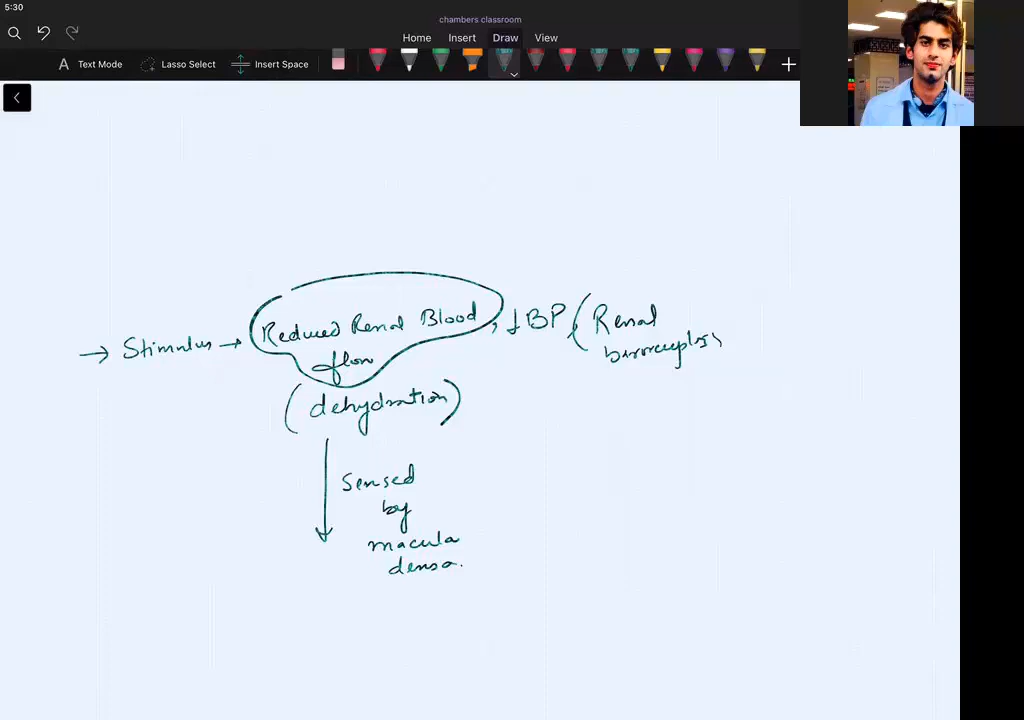 5:30
chambers classroom
Home Insert Draw View
Text Mode Lasso Select Insert Space
→ Stimulus → Reduced Renal Blood flow, ↓ BP (Renal
(dehydration)
↓ Sensed
by
macula
densa.